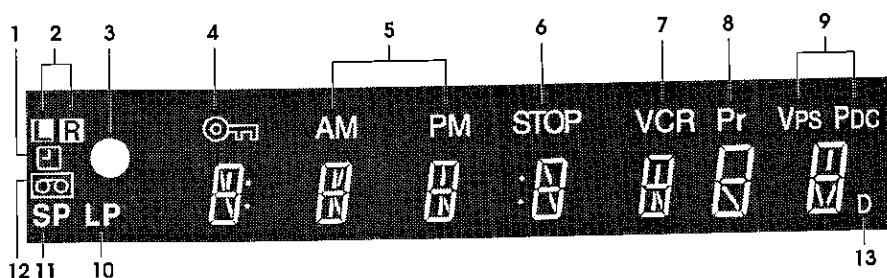 1 2 3 4 5 6 7 8 9
L R AM PM STOP VCR Pr VPS PDC
SP LP D
12 11 10 13